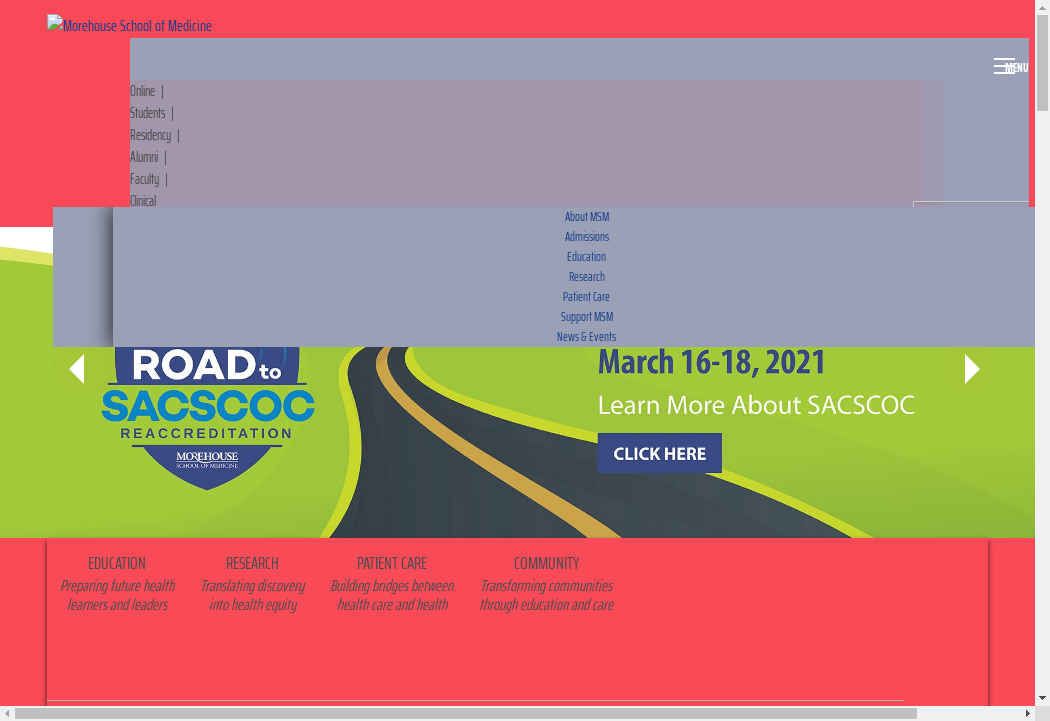 Morehouse School of Medicine
MENU
Online |
Students |
Residency |
Alumni |
Faculty |
Clinical
About MSM
Admissions
Education
Research
Patient Care
Support MSM
News & Events
ROAD to
SACSCOC
REACCREDITATION
MOREHOUSE
SCHOOL OF MEDICINE
March 16-18, 2021
Learn More About SACSCOC
CLICK HERE
EDUCATION
Preparing future health
learners and leaders
RESEARCH
Translating discovery
into health equity
PATIENT CARE
Building bridges between
health care and health
COMMUNITY
Transforming communities
through education and care